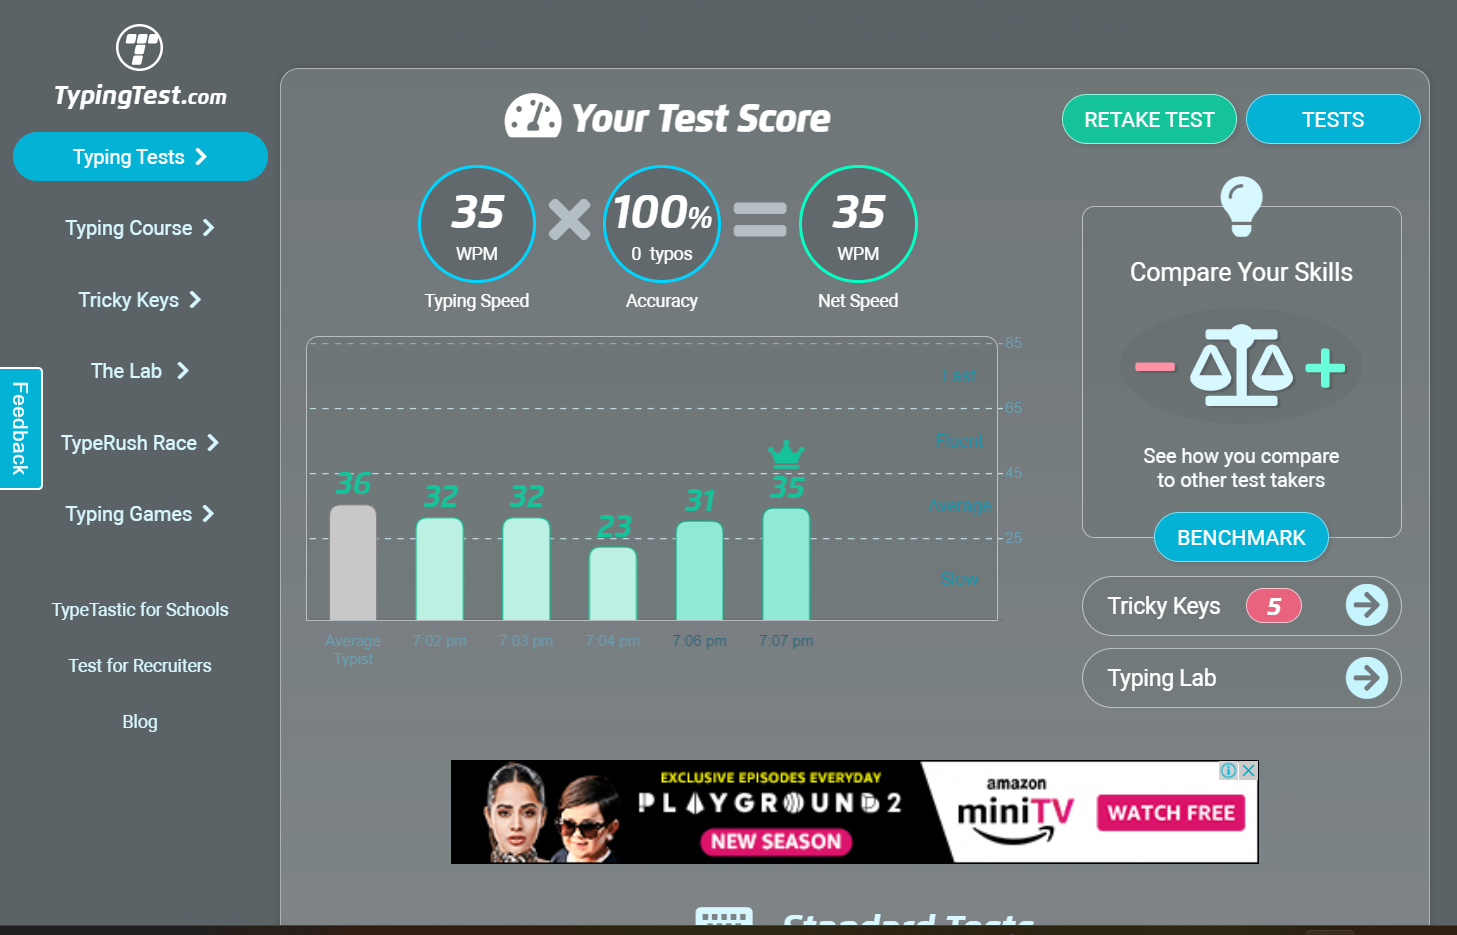 TypingTest.com
Typing Tests
Typing Course
Tricky Keys
The Lab
TypeRush Race
Typing Games
TypeTastic for Schools
Test for Recruiters
Blog
Feedback
Your Test Score
RETAKE TEST
TESTS
35
WPM
Typing Speed
100%
0 typos
Accuracy
35
WPM
Net Speed
85
Fast
65
Fluent
45
Average
25
Slow
36
32
32
23
31
35
Average
Typist
7:02 pm
7:03 pm
7:04 pm
7:06 pm
7:07 pm
Compare Your Skills
See how you compare
to other test takers
BENCHMARK
Tricky Keys 5
Typing Lab
EXCLUSIVE EPISODES EVERYDAY
PLAYGROUND 2
NEW SEASON
amazon
miniTV
WATCH FREE
Standard Tests